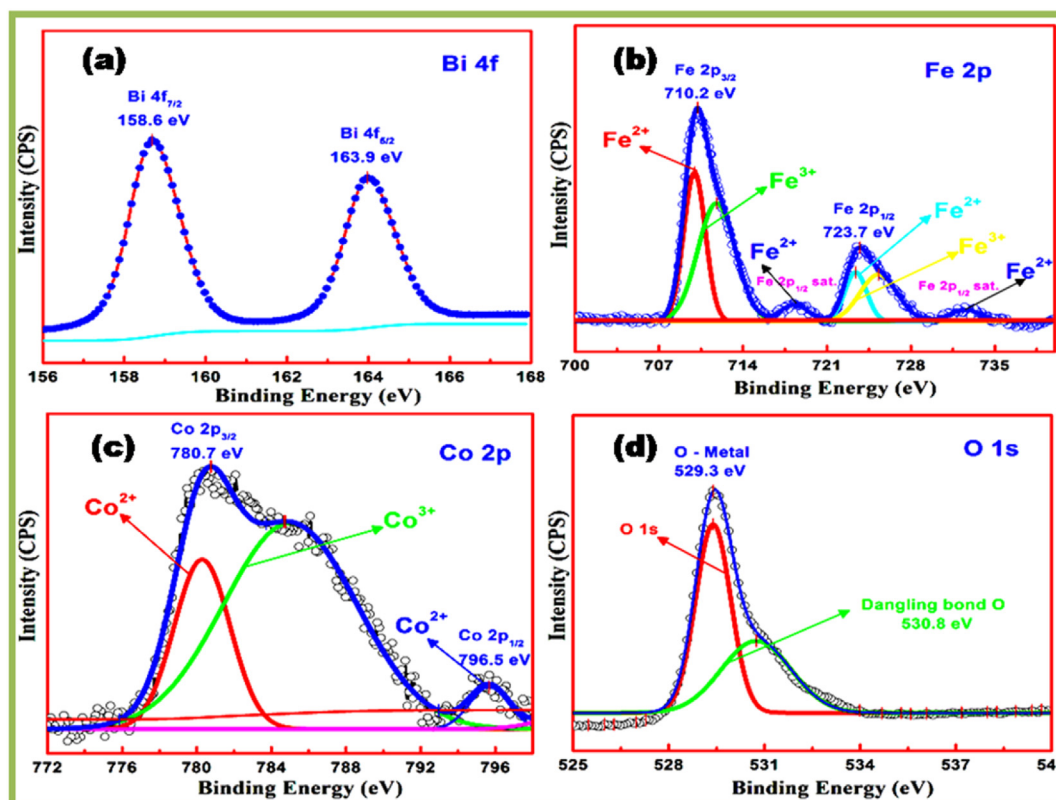 (a)
Bi 4f
Bi 4f7/2
158.6 eV
Bi 4f5/2
163.9 eV
Intensity (CPS)
156 158 160 162 164 166 168
Binding Energy (eV)
(b)
Fe 2p
Fe 2p3/2
710.2 eV
Fe2+
Fe3+
Fe 2p1/2
723.7 eV
Fe2+
Fe3+
Fe2+
Fe 2p1/2 sat.
Fe2+
Fe 2p1/2 sat.
Intensity (CPS)
700 707 714 721 728 735
Binding Energy (eV)
(c)
Co 2p
Co 2p3/2
780.7 eV
Co2+
Co3+
Co2+
Co 2p1/2
796.5 eV
Intensity (CPS)
772 776 780 784 788 792 796
Binding Energy (eV)
(d)
O 1s
O - Metal
529.3 eV
O 1s
Dangling bond O
530.8 eV
Intensity (CPS)
525 528 531 534 537 54
Binding Energy (eV)